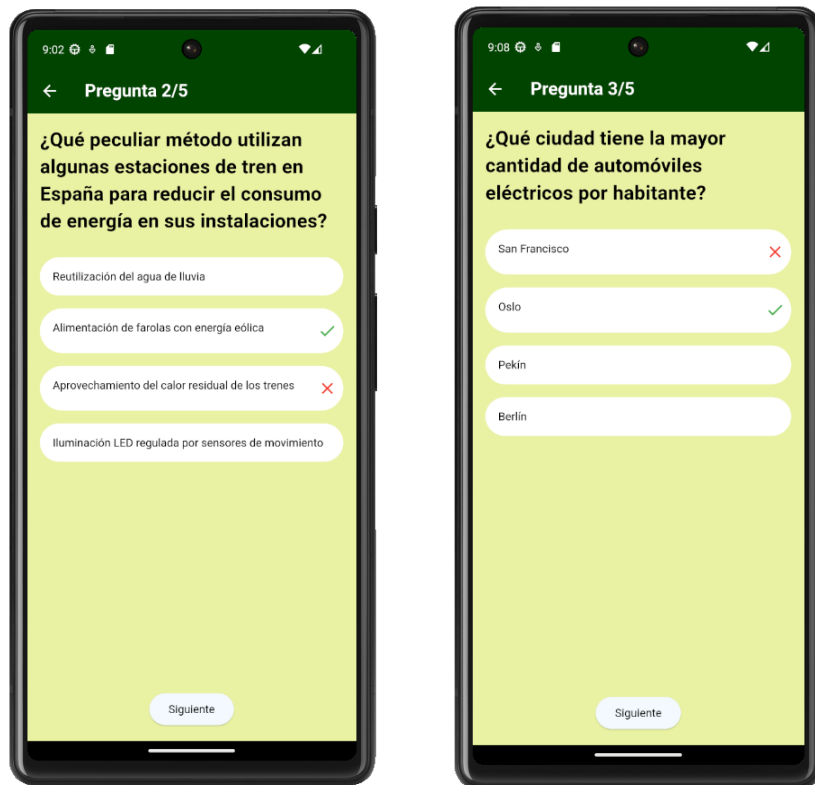 9:02
Pregunta 2/5
¿Qué peculiar método utilizan
algunas estaciones de tren en
España para reducir el consumo
de energía en sus instalaciones?
Reutilización del agua de lluvia
Alimentación de farolas con energía eólica
Aprovechamiento del calor residual de los trenes
Iluminación LED regulada por sensores de movimiento
Siguiente
9:08
Pregunta 3/5
¿Qué ciudad tiene la mayor
cantidad de automóviles
eléctricos por habitante?
San Francisco
Oslo
Pekín
Berlín
Siguiente